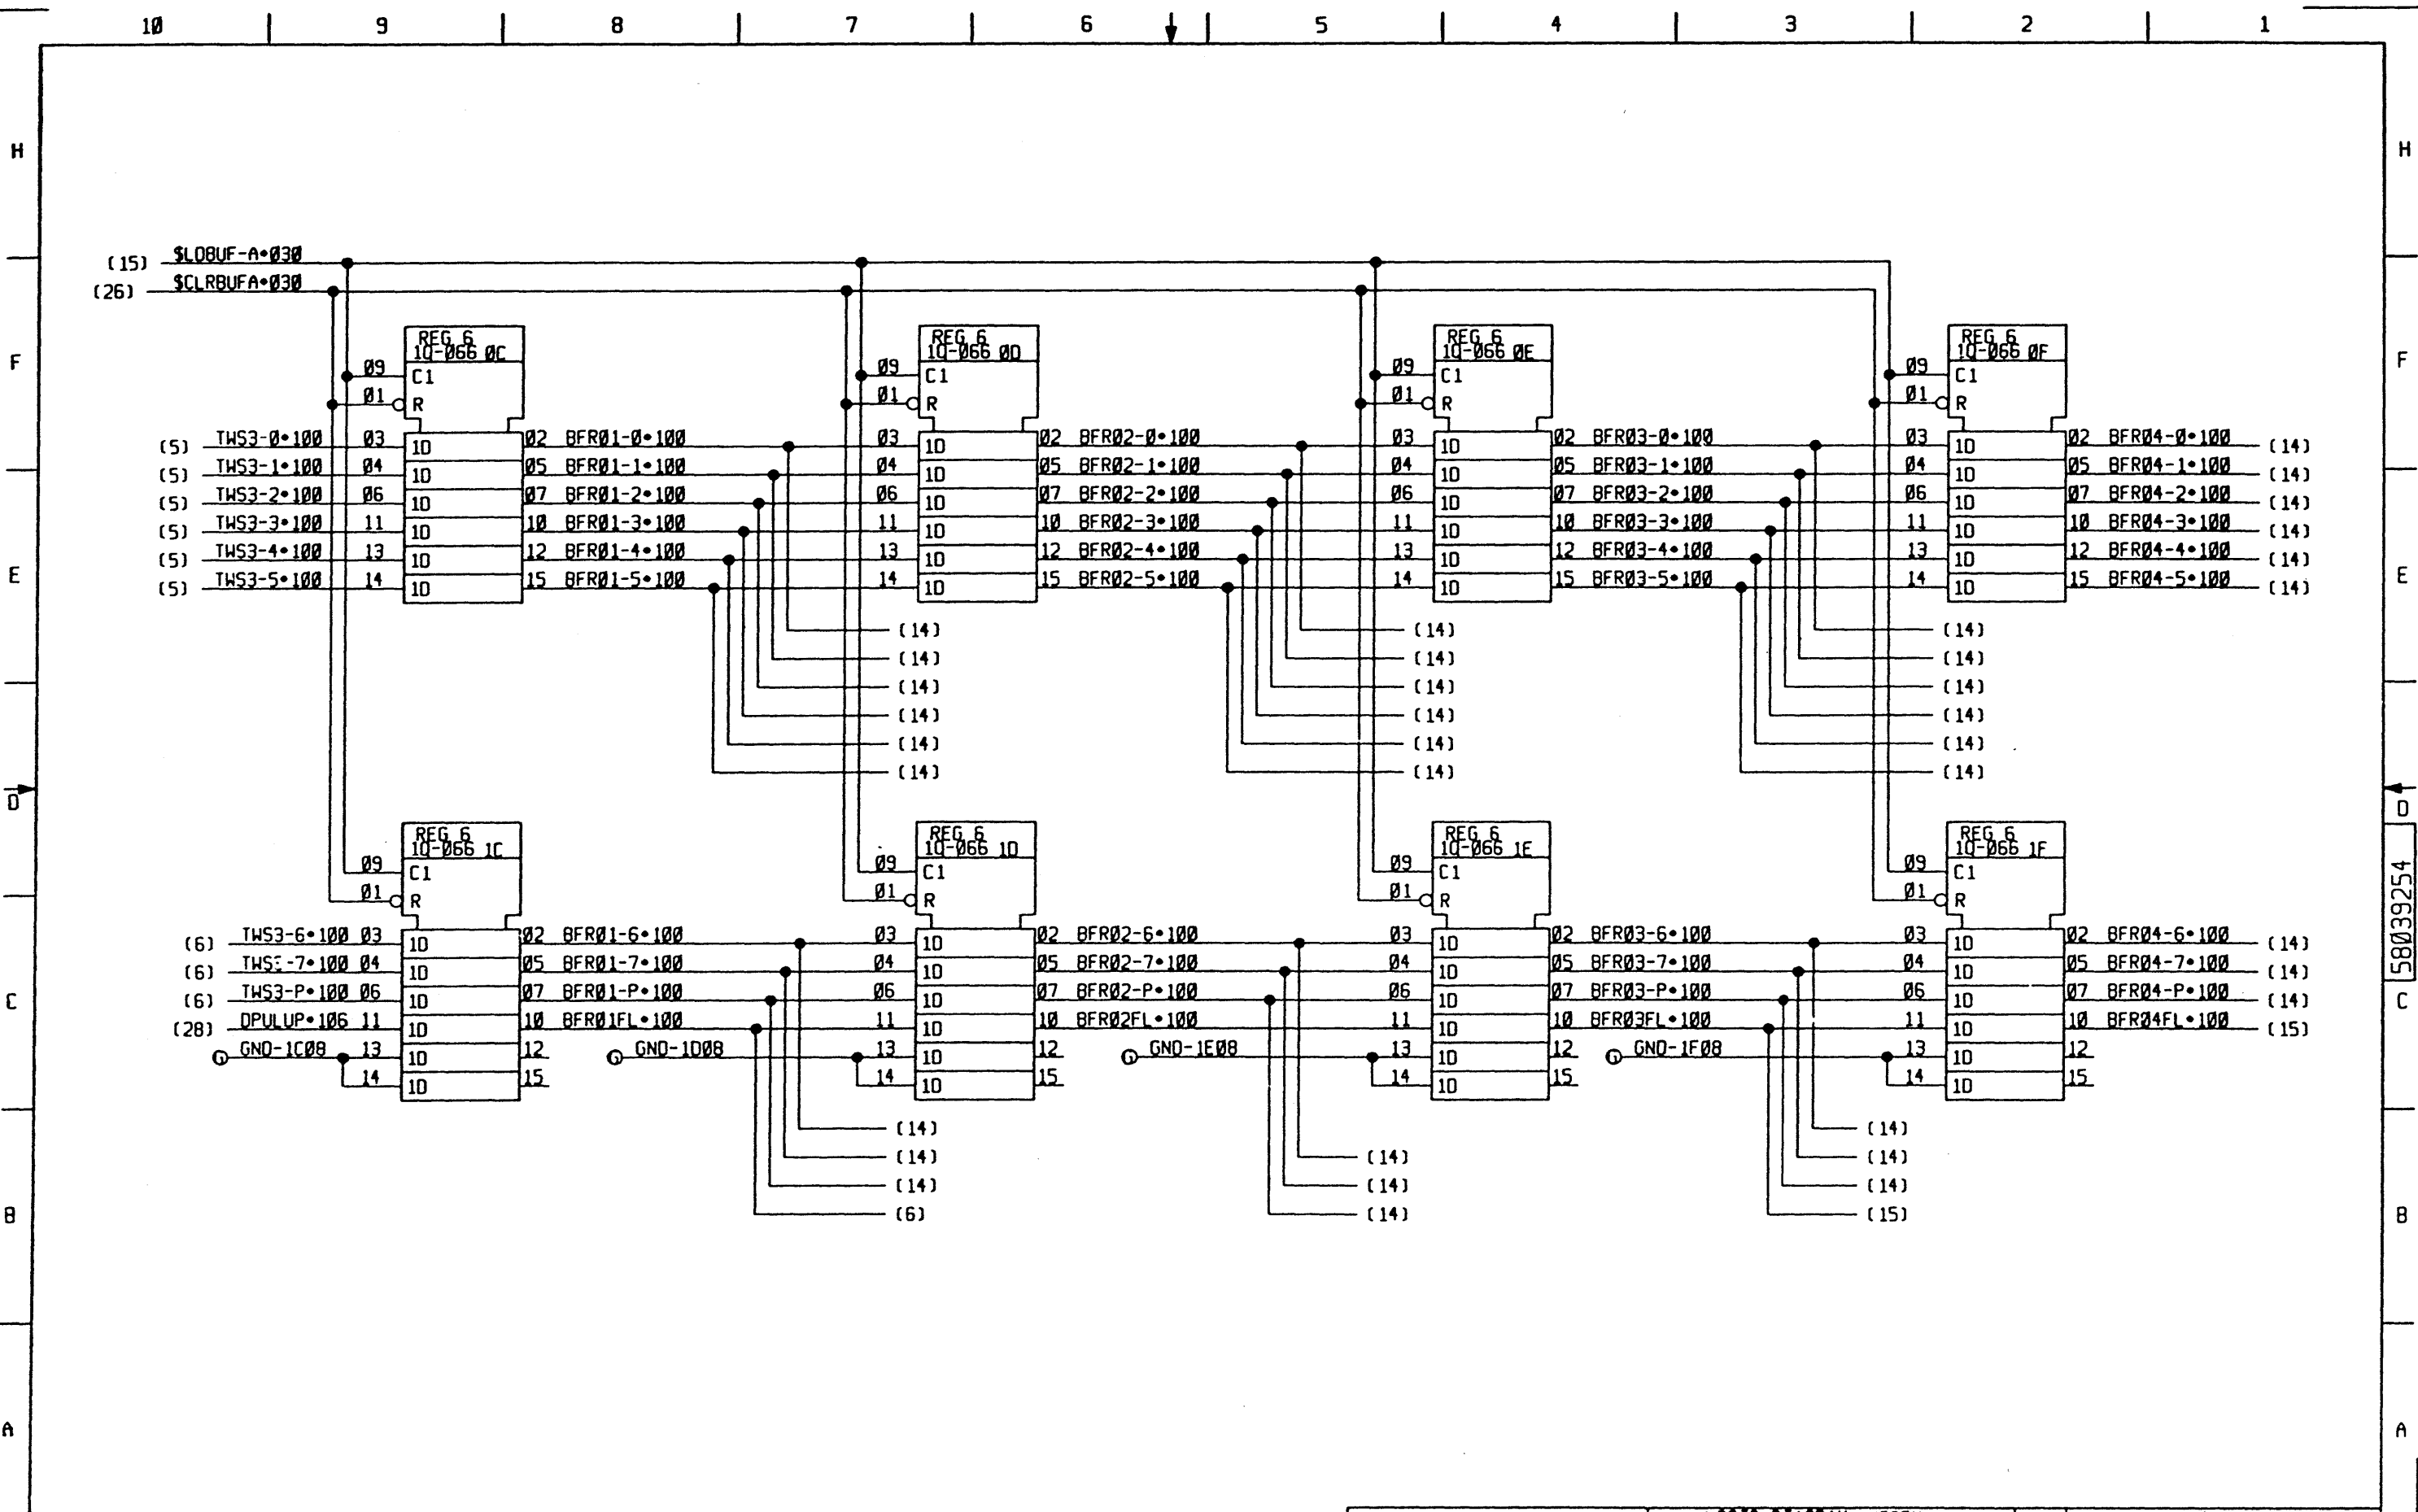 10 9 8 7 6 5 4 3 2 1
H H
(15) $LDBUF-A•030
(26) $CLRBUFA•030
F F
REG 6 REG 6 REG 6 REG 6
1Q-066 0C 1Q-066 0D 1Q-066 0E 1Q-066 0F
09 C1 09 C1 09 C1 09 C1
01 R 01 R 01 R 01 R
(5) TWS3-0•100 03 1D 02 BFR01-0•100 03 1D 02 BFR02-0•100 03 1D 02 BFR03-0•100 03 1D 02 BFR04-0•100 (14)
(5) TWS3-1•100 04 1D 05 BFR01-1•100 04 1D 05 BFR02-1•100 04 1D 05 BFR03-1•100 04 1D 05 BFR04-1•100 (14)
(5) TWS3-2•100 06 1D 07 BFR01-2•100 06 1D 07 BFR02-2•100 06 1D 07 BFR03-2•100 06 1D 07 BFR04-2•100 (14)
(5) TWS3-3•100 11 1D 10 BFR01-3•100 11 1D 10 BFR02-3•100 11 1D 10 BFR03-3•100 11 1D 10 BFR04-3•100 (14)
(5) TWS3-4•100 13 1D 12 BFR01-4•100 13 1D 12 BFR02-4•100 13 1D 12 BFR03-4•100 13 1D 12 BFR04-4•100 (14)
E E
(5) TWS3-5•100 14 1D 15 BFR01-5•100 14 1D 15 BFR02-5•100 14 1D 15 BFR03-5•100 14 1D 15 BFR04-5•100 (14)
(14) (14) (14)
(14) (14) (14)
(14) (14) (14)
(14) (14) (14)
(14) (14) (14)
(14) (14) (14)
D D
58039254
REG 6 REG 6 REG 6 REG 6
1Q-066 1C 1Q-066 1D 1Q-066 1E 1Q-066 1F
09 C1 09 C1 09 C1 09 C1
01 R 01 R 01 R 01 R
(6) TWS3-6•100 03 1D 02 BFR01-6•100 03 1D 02 BFR02-6•100 03 1D 02 BFR03-6•100 03 1D 02 BFR04-6•100 (14)
(6) TWS3-7•100 04 1D 05 BFR01-7•100 04 1D 05 BFR02-7•100 04 1D 05 BFR03-7•100 04 1D 05 BFR04-7•100 (14)
(6) TWS3-P•100 06 1D 07 BFR01-P•100 06 1D 07 BFR02-P•100 06 1D 07 BFR03-P•100 06 1D 07 BFR04-P•100 (14)
C C
(28) DPULUP•106 11 1D 10 BFR01FL•100 11 1D 10 BFR02FL•100 11 1D 10 BFR03FL•100 11 1D 10 BFR04FL•100 (15)
G GND-1C08 13 1D 12 G GND-1D08 13 1D 12 G GND-1E08 13 1D 12 G GND-1F08 13 1D 12
14 1D 15 14 1D 15 14 1D 15 14 1D 15
(14) (14)
(14) (14) (14)
(14) (14) (14)
(6) (14) (15)
B B
A A